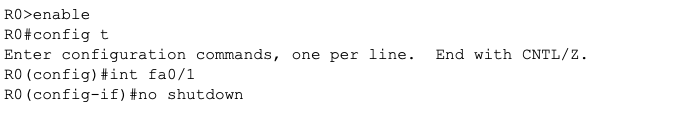 R0>enable
R0#config t
Enter configuration commands, one per line.  End with CNTL/Z.
R0(config)#int fa0/1
R0(config-if)#no shutdown